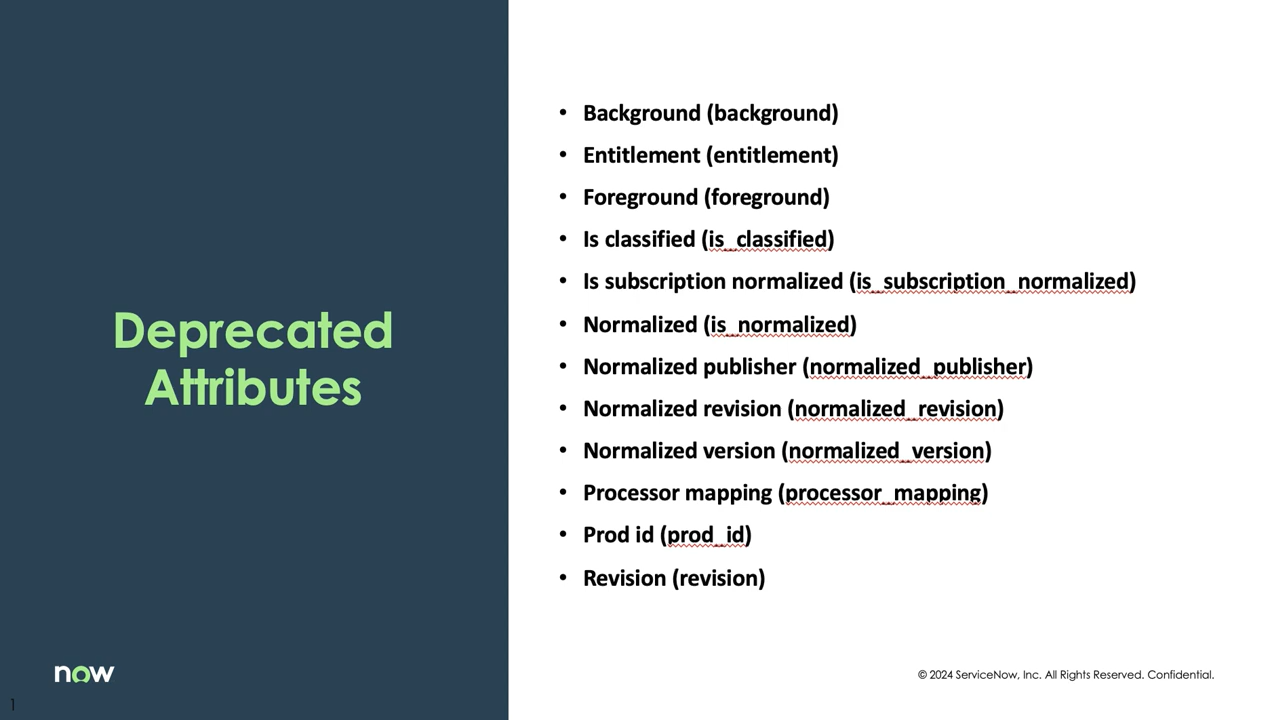 Deprecated
Attributes
• Background (background)
• Entitlement (entitlement)
• Foreground (foreground)
• Is classified (is_classified)
• Is subscription normalized (is_subscription_normalized)
• Normalized (is_normalized)
• Normalized publisher (normalized_publisher)
• Normalized revision (normalized_revision)
• Normalized version (normalized_version)
• Processor mapping (processor_mapping)
• Prod id (prod_id)
• Revision (revision)
now
© 2024 ServiceNow, Inc. All Rights Reserved. Confidential.
1